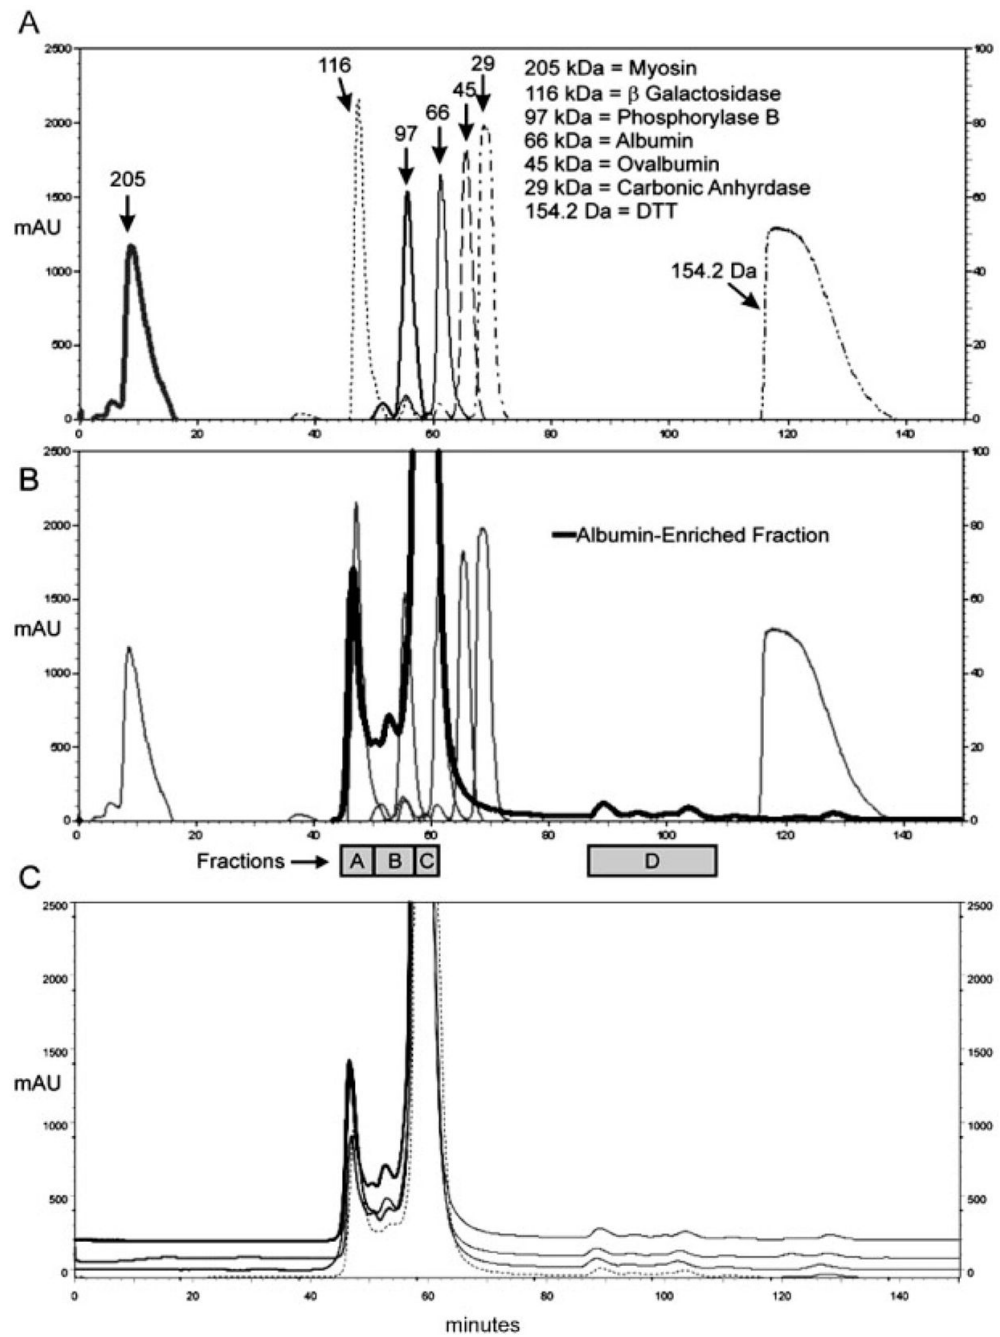 A
2500
2000
1500
mAU
1000
500
0
100
80
60
40
20
0
205
116
97
66
45
29
154.2 Da
205 kDa = Myosin
116 kDa = β Galactosidase
97 kDa = Phosphorylase B
66 kDa = Albumin
45 kDa = Ovalbumin
29 kDa = Carbonic Anhyrdase
154.2 Da = DTT
0 20 40 60 80 100 120 140
B
2500
2000
1500
mAU
1000
500
0
100
80
60
40
20
0
Albumin-Enriched Fraction
0 20 40 60 80 100 120 140
Fractions A B C D
C
2500
2000
1500
mAU
1000
500
0
2500
2000
1500
1000
500
0
0 20 40 60 80 100 120 140
minutes